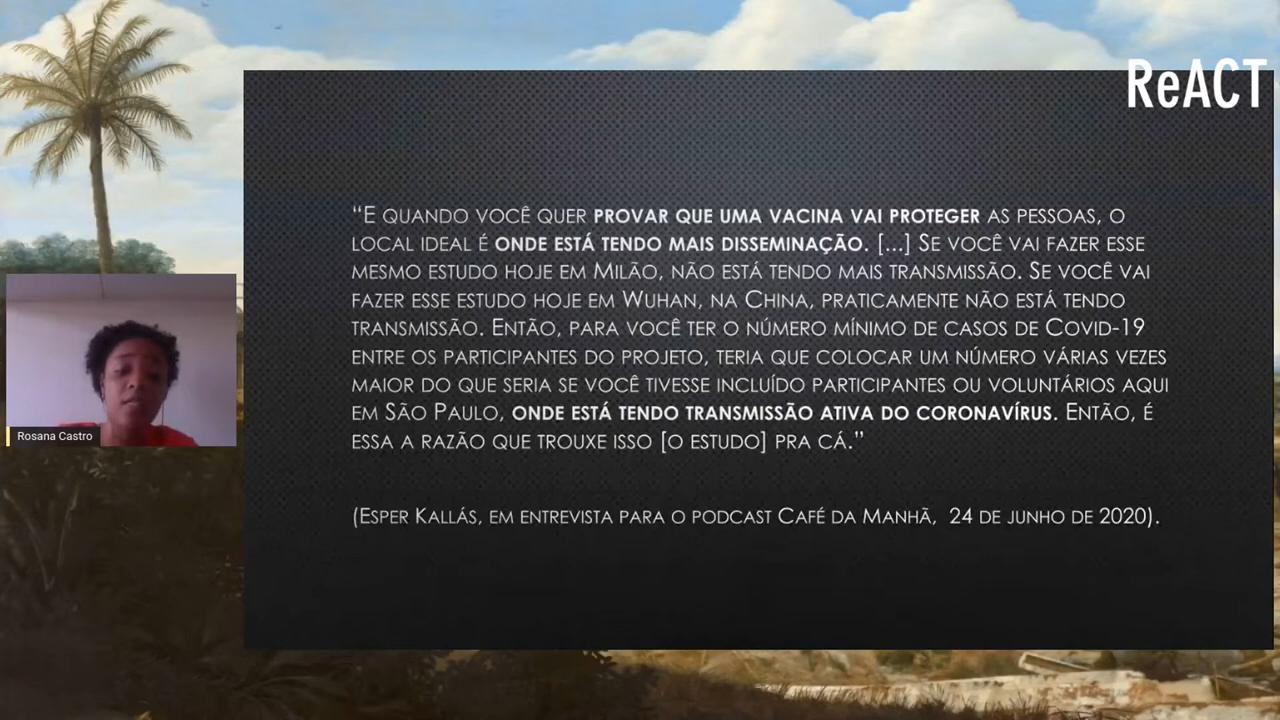 ReACT
“E QUANDO VOCÊ QUER PROVAR QUE UMA VACINA VAI PROTEGER AS PESSOAS, O
LOCAL IDEAL É ONDE ESTÁ TENDO MAIS DISSEMINAÇÃO. [...] SE VOCÊ VAI FAZER ESSE
MESMO ESTUDO HOJE EM MILÃO, NÃO ESTÁ TENDO MAIS TRANSMISSÃO. SE VOCÊ VAI
FAZER ESSE ESTUDO HOJE EM WUHAN, NA CHINA, PRATICAMENTE NÃO ESTÁ TENDO
TRANSMISSÃO. ENTÃO, PARA VOCÊ TER O NÚMERO MÍNIMO DE CASOS DE COVID-19
ENTRE OS PARTICIPANTES DO PROJETO, TERIA QUE COLOCAR UM NÚMERO VÁRIAS VEZES
MAIOR DO QUE SERIA SE VOCÊ TIVESSE INCLUÍDO PARTICIPANTES OU VOLUNTÁRIOS AQUI
EM SÃO PAULO, ONDE ESTÁ TENDO TRANSMISSÃO ATIVA DO CORONAVÍRUS. ENTÃO, É
ESSA A RAZÃO QUE TROUXE ISSO [O ESTUDO] PRA CÁ.”
(ESPER KALLÁS, EM ENTREVISTA PARA O PODCAST CAFÉ DA MANHÃ, 24 DE JUNHO DE 2020).
Rosana Castro